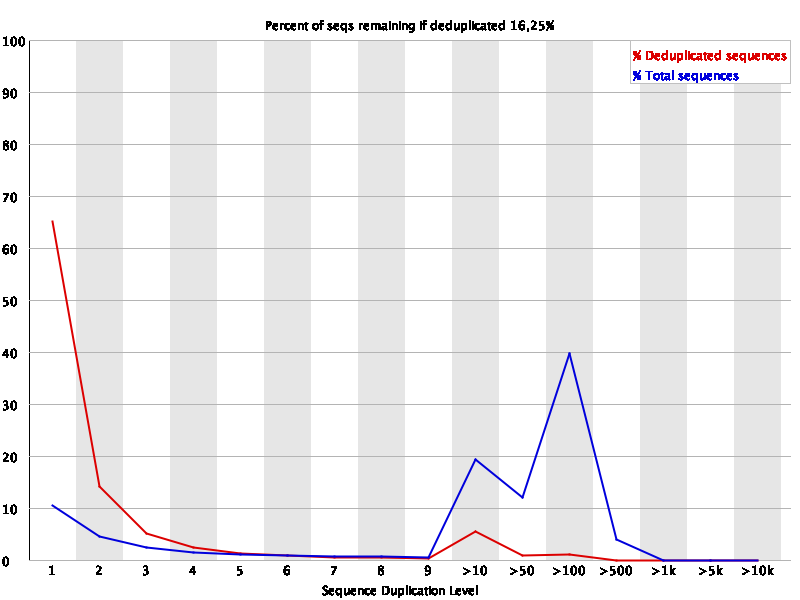 Percent of seqs remaining if deduplicated 16,25%
% Deduplicated sequences
% Total sequences
100
90
80
70
60
50
40
30
20
10
0
1 2 3 4 5 6 7 8 9 >10 >50 >100 >500 >1k >5k >10k
Sequence Duplication Level